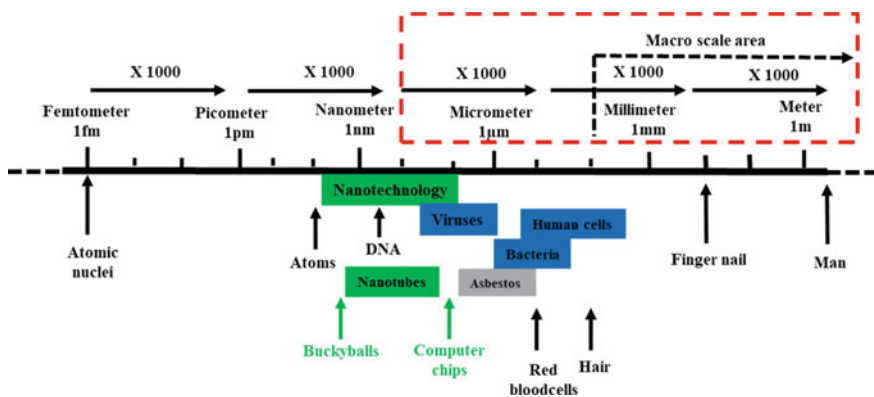 Macro scale area
X 1000
X 1000
X 1000
X 1000
X 1000
Femtometer
1fm
Picometer
1pm
Nanometer
1nm
Micrometer
1µm
Millimeter
1mm
Meter
1m
Nanotechnology
Viruses
Human cells
Atomic
nuclei
Atoms
DNA
Bacteria
Finger nail
Man
Nanotubes
Asbestos
Buckyballs
Computer
chips
Red
bloodcells
Hair